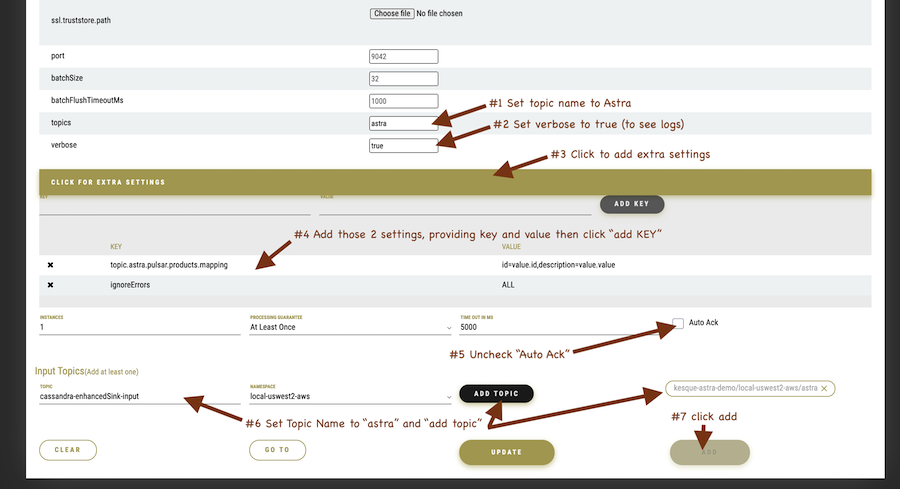 ssl.truststore.path
Choose file No file chosen
port
9042
batchSize
32
batchFlushTimeoutMs
1000
#1 Set topic name to Astra
topics
astra
#2 Set verbose to true (to see logs)
verbose
true
#3 Click to add extra settings
CLICK FOR EXTRA SETTINGS
KEY
VALUE
ADD KEY
#4 Add those 2 settings, providing key and value then click "add KEY"
KEY
VALUE
✖ topic.astra.pulsar.products.mapping
id=value.id,description=value.value
✖ ignoreErrors
ALL
INSTANCES
1
PROCESSING GUARANTEE
At Least Once
TIME OUT IN MS
5000
Auto Ack
#5 Uncheck "Auto Ack"
Input Topics(Add at least one)
TOPIC
cassandra-enhancedSink-input
NAMESPACE
local-uswest2-aws
ADD TOPIC
kesque-astra-demo/local-uswest2-aws/astra ✕
#6 Set Topic Name to "astra" and "add topic"
#7 click add
CLEAR
GO TO
UPDATE
ADD